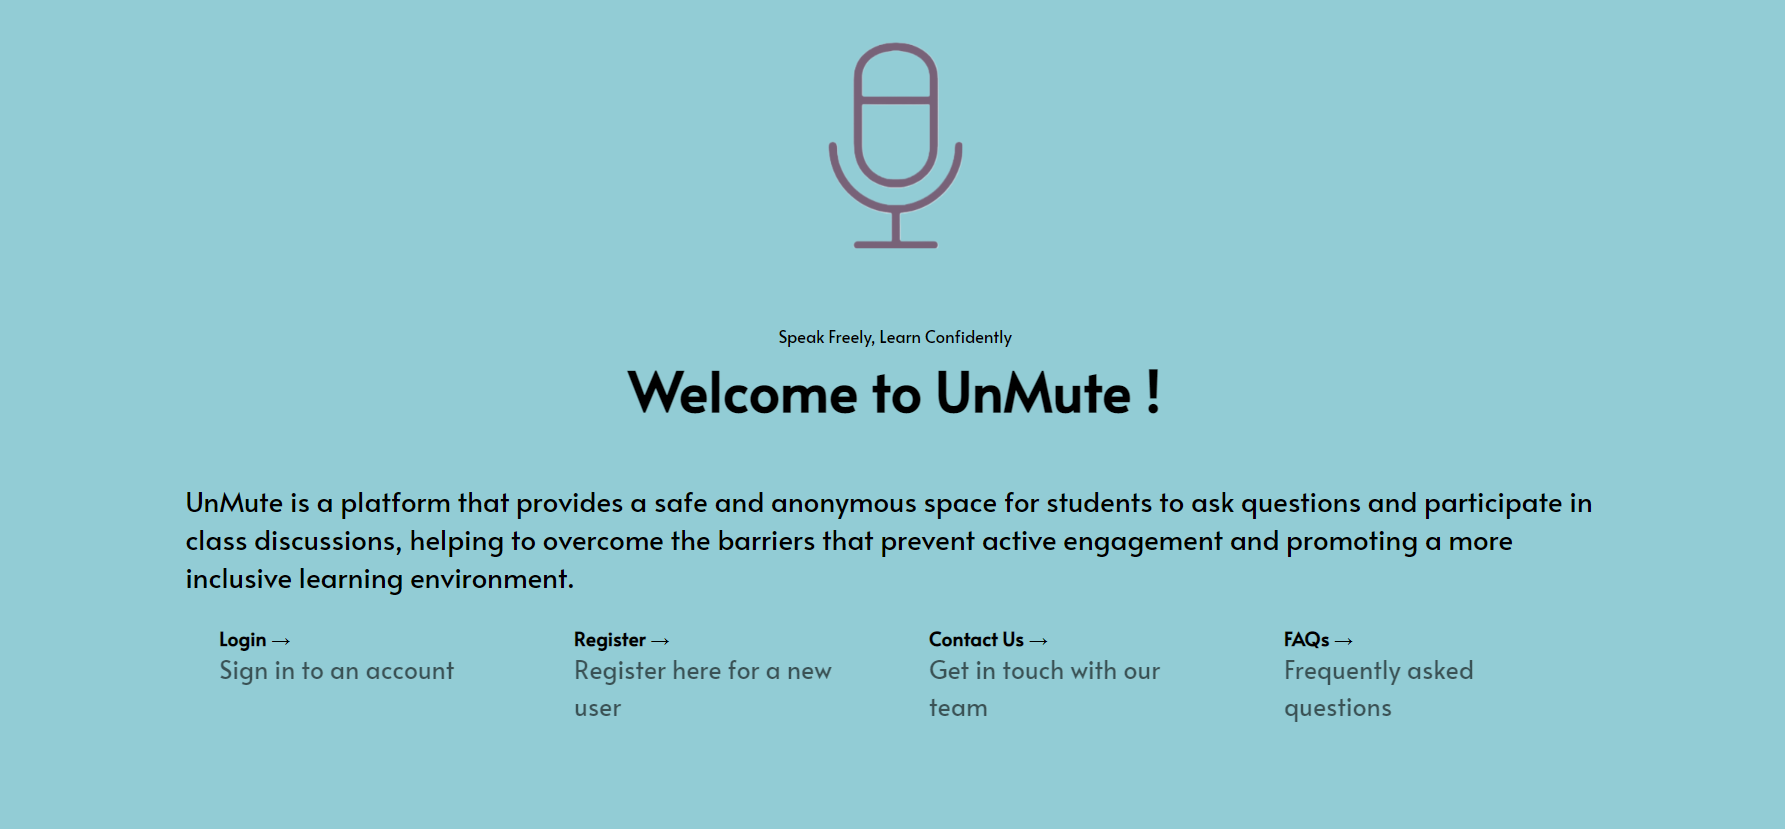 Speak Freely, Learn Confidently
Welcome to UnMute !
UnMute is a platform that provides a safe and anonymous space for students to ask questions and participate in
class discussions, helping to overcome the barriers that prevent active engagement and promoting a more
inclusive learning environment.
Login →
Sign in to an account
Register →
Register here for a new
user
Contact Us →
Get in touch with our
team
FAQs →
Frequently asked
questions